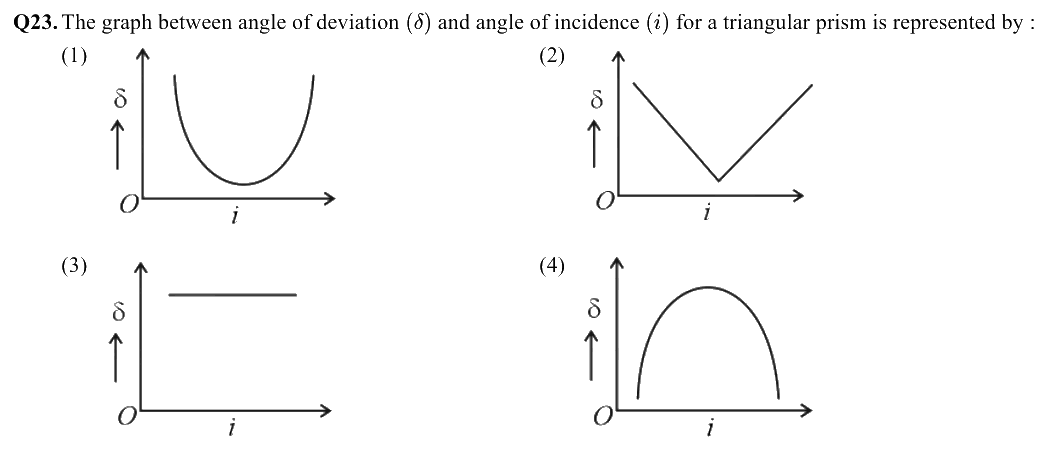 Q23. The graph between angle of deviation (δ) and angle of incidence (i) for a triangular prism is represented by :
(1) (2)
δ δ
O i O i
(3) (4)
δ δ
O i O i